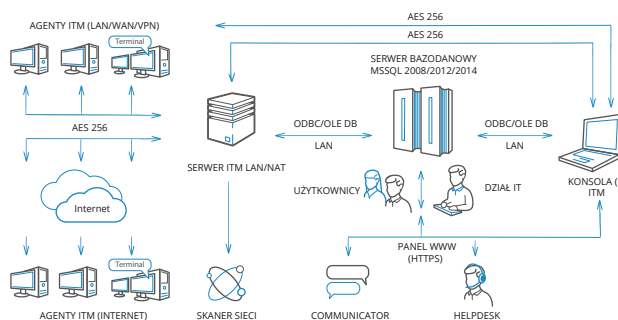 AES 256
AGENTY ITM (LAN/WAN/VPN)
Terminal
AES 256
SERWER BAZODANOWY
MSSQL 2008/2012/2014
AES 256
ODBC/OLE DB
LAN
ODBC/OLE DB
LAN
SERWER ITM LAN/NAT
UŻYTKOWNICY
DZIAŁ IT
KONSOLA (
ITM
Internet
PANEL WWW
(HTTPS)
Terminal
AGENTY ITM (INTERNET)
SKANER SIECI
COMMUNICATOR
HELPDESK